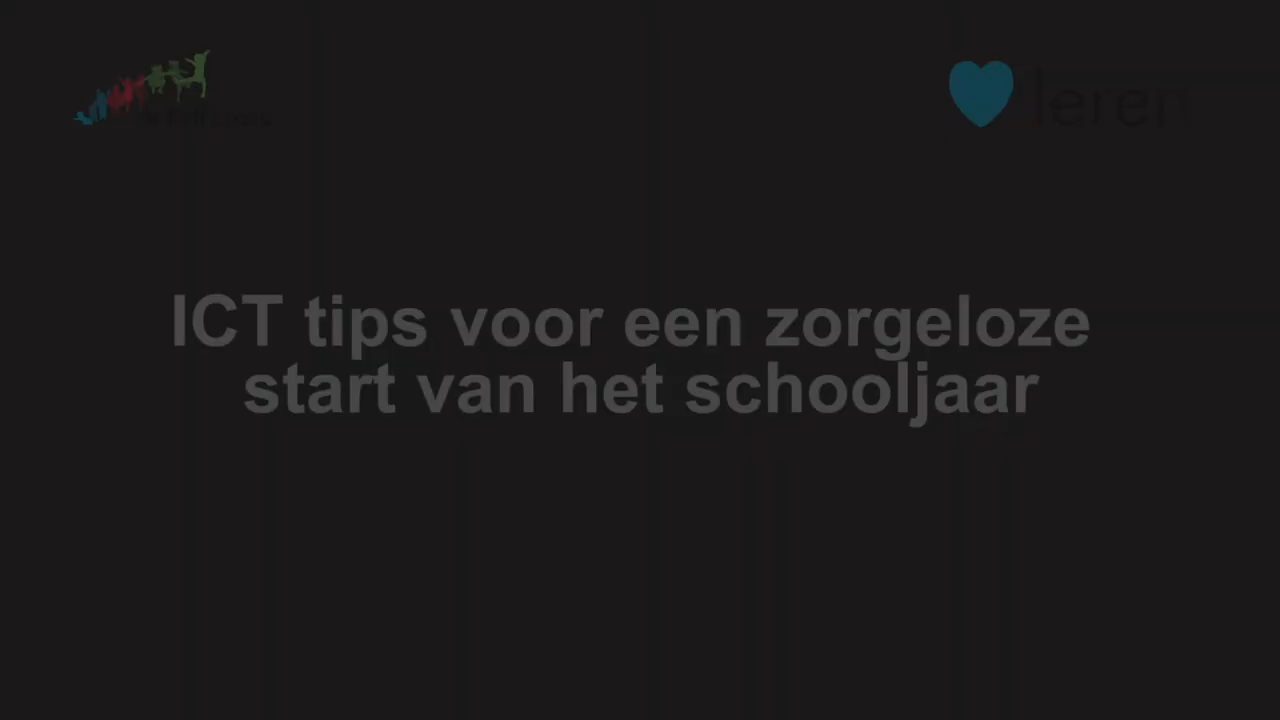 leren
ICT tips voor een zorgeloze
start van het schooljaar